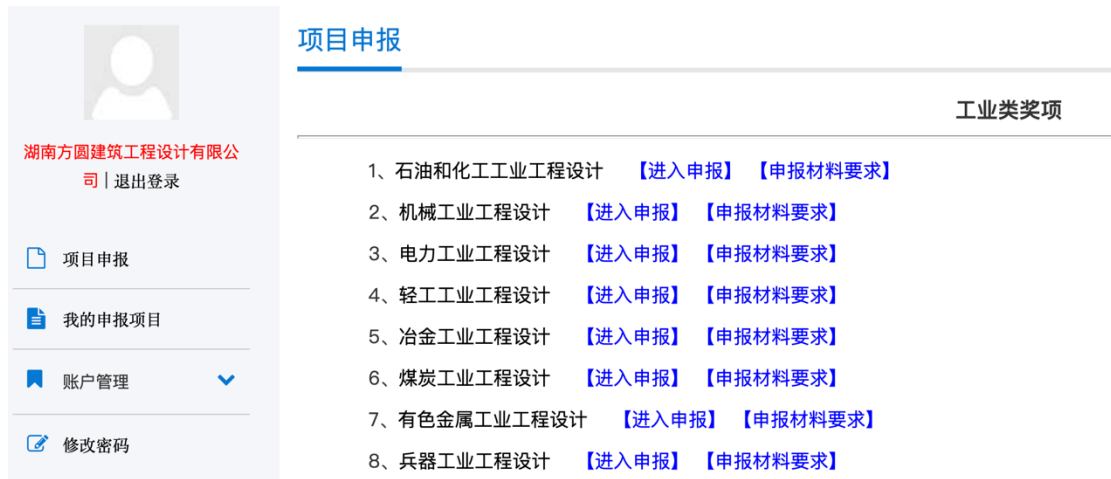 湖南方圆建筑工程设计有限公
司 | 退出登录
项目申报
我的申报项目
账户管理
修改密码
项目申报
工业类奖项
1、石油和化工工业工程设计 【进入申报】 【申报材料要求】
2、机械工业工程设计 【进入申报】 【申报材料要求】
3、电力工业工程设计 【进入申报】 【申报材料要求】
4、轻工工业工程设计 【进入申报】 【申报材料要求】
5、冶金工业工程设计 【进入申报】 【申报材料要求】
6、煤炭工业工程设计 【进入申报】 【申报材料要求】
7、有色金属工业工程设计 【进入申报】 【申报材料要求】
8、兵器工业工程设计 【进入申报】 【申报材料要求】